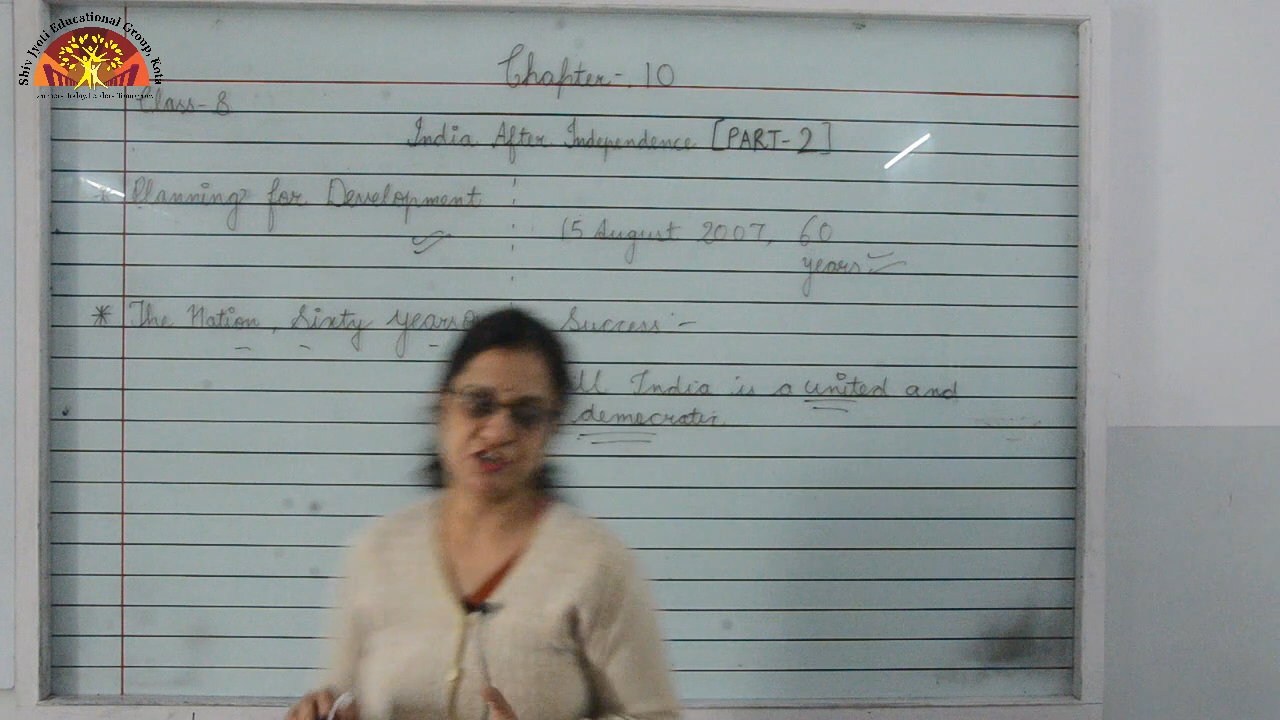 Shiv Jyoti Educational Group, Kota
Chapter-10
Class-8
India After Independence [PART-2]
* Planning for Development
15 August 2007, 60
years
* The Nation, Sixty years Success:-
India is a united and
democratic